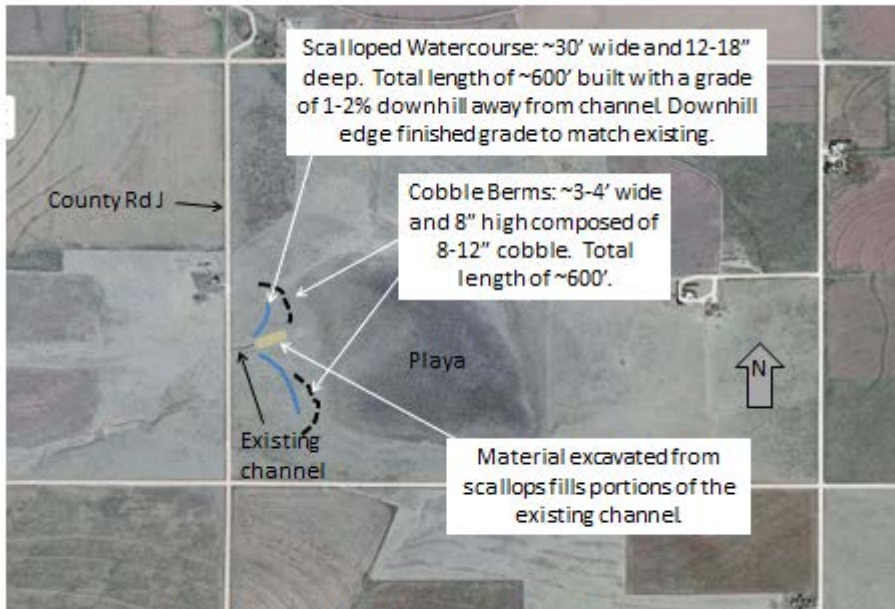 Scalloped Watercourse: ~30' wide and 12-18"
deep. Total length of ~600' built with a grade
of 1-2% downhill away from channel. Downhill
edge finished grade to match existing.
County Rd J
Cobble Berms: ~3-4' wide
and 8" high composed of
8-12" cobble. Total
length of ~600'.
Playa
N
Existing
channel
Material excavated from
scallops fills portions of the
existing channel.